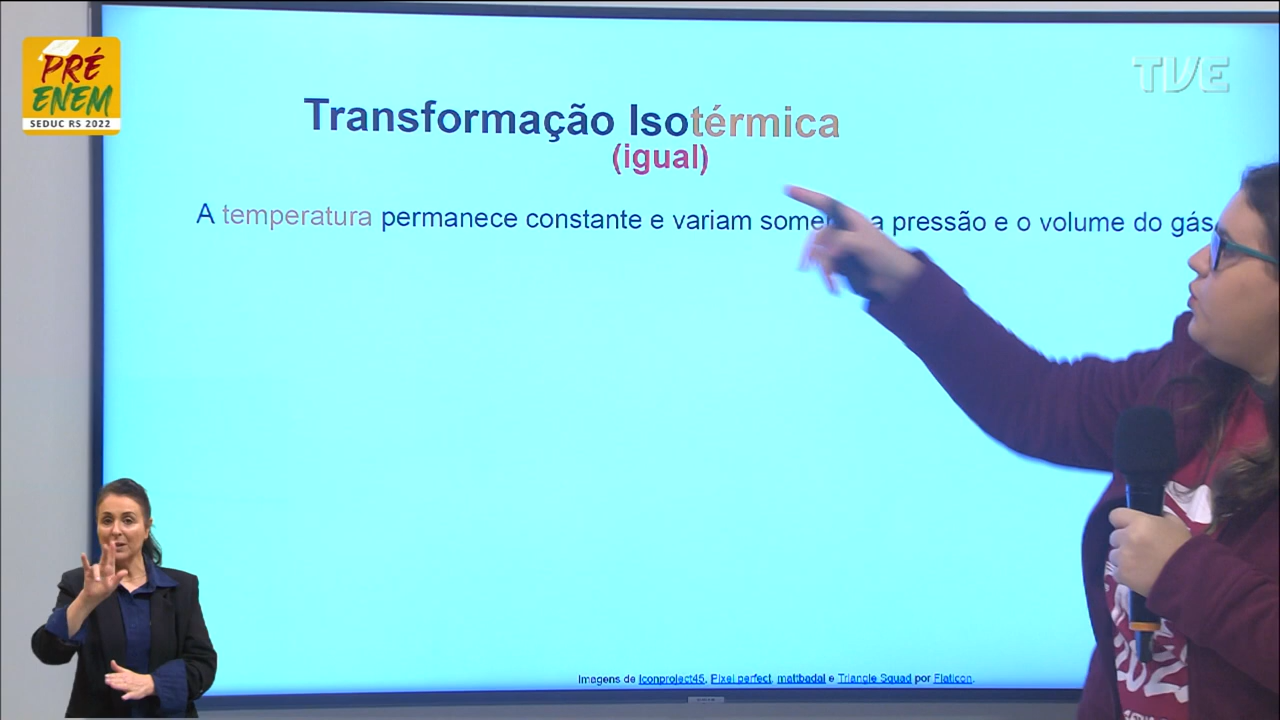 PRÉ
ENEM
SEDUC RS 2022
TVE
Transformação Isotérmica
(igual)
A temperatura permanece constante e variam a pressão e o volume do gás.
Imagens de Iconproject45, Pixel perfect, mattbadal e Triangle Squad por Flaticon.